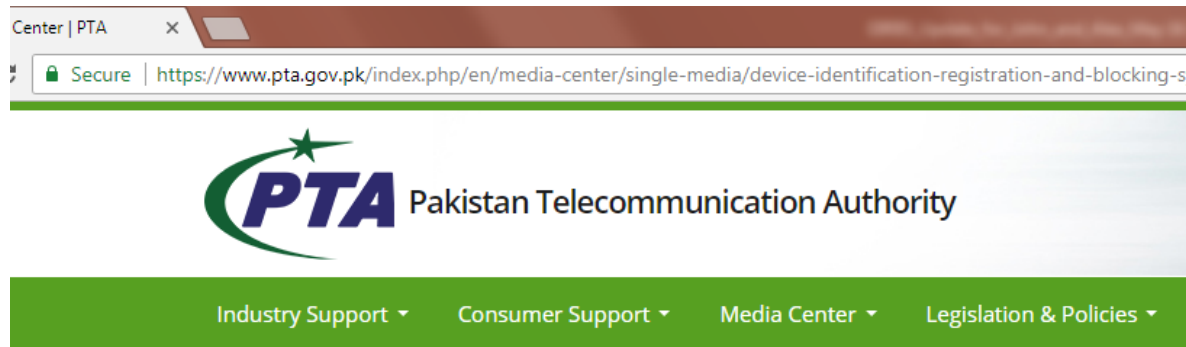 Center | PTA
Secure | https://www.pta.gov.pk/index.php/en/media-center/single-media/device-identification-registration-and-blocking-s
PTA Pakistan Telecommunication Authority
Industry Support Consumer Support Media Center Legislation & Policies